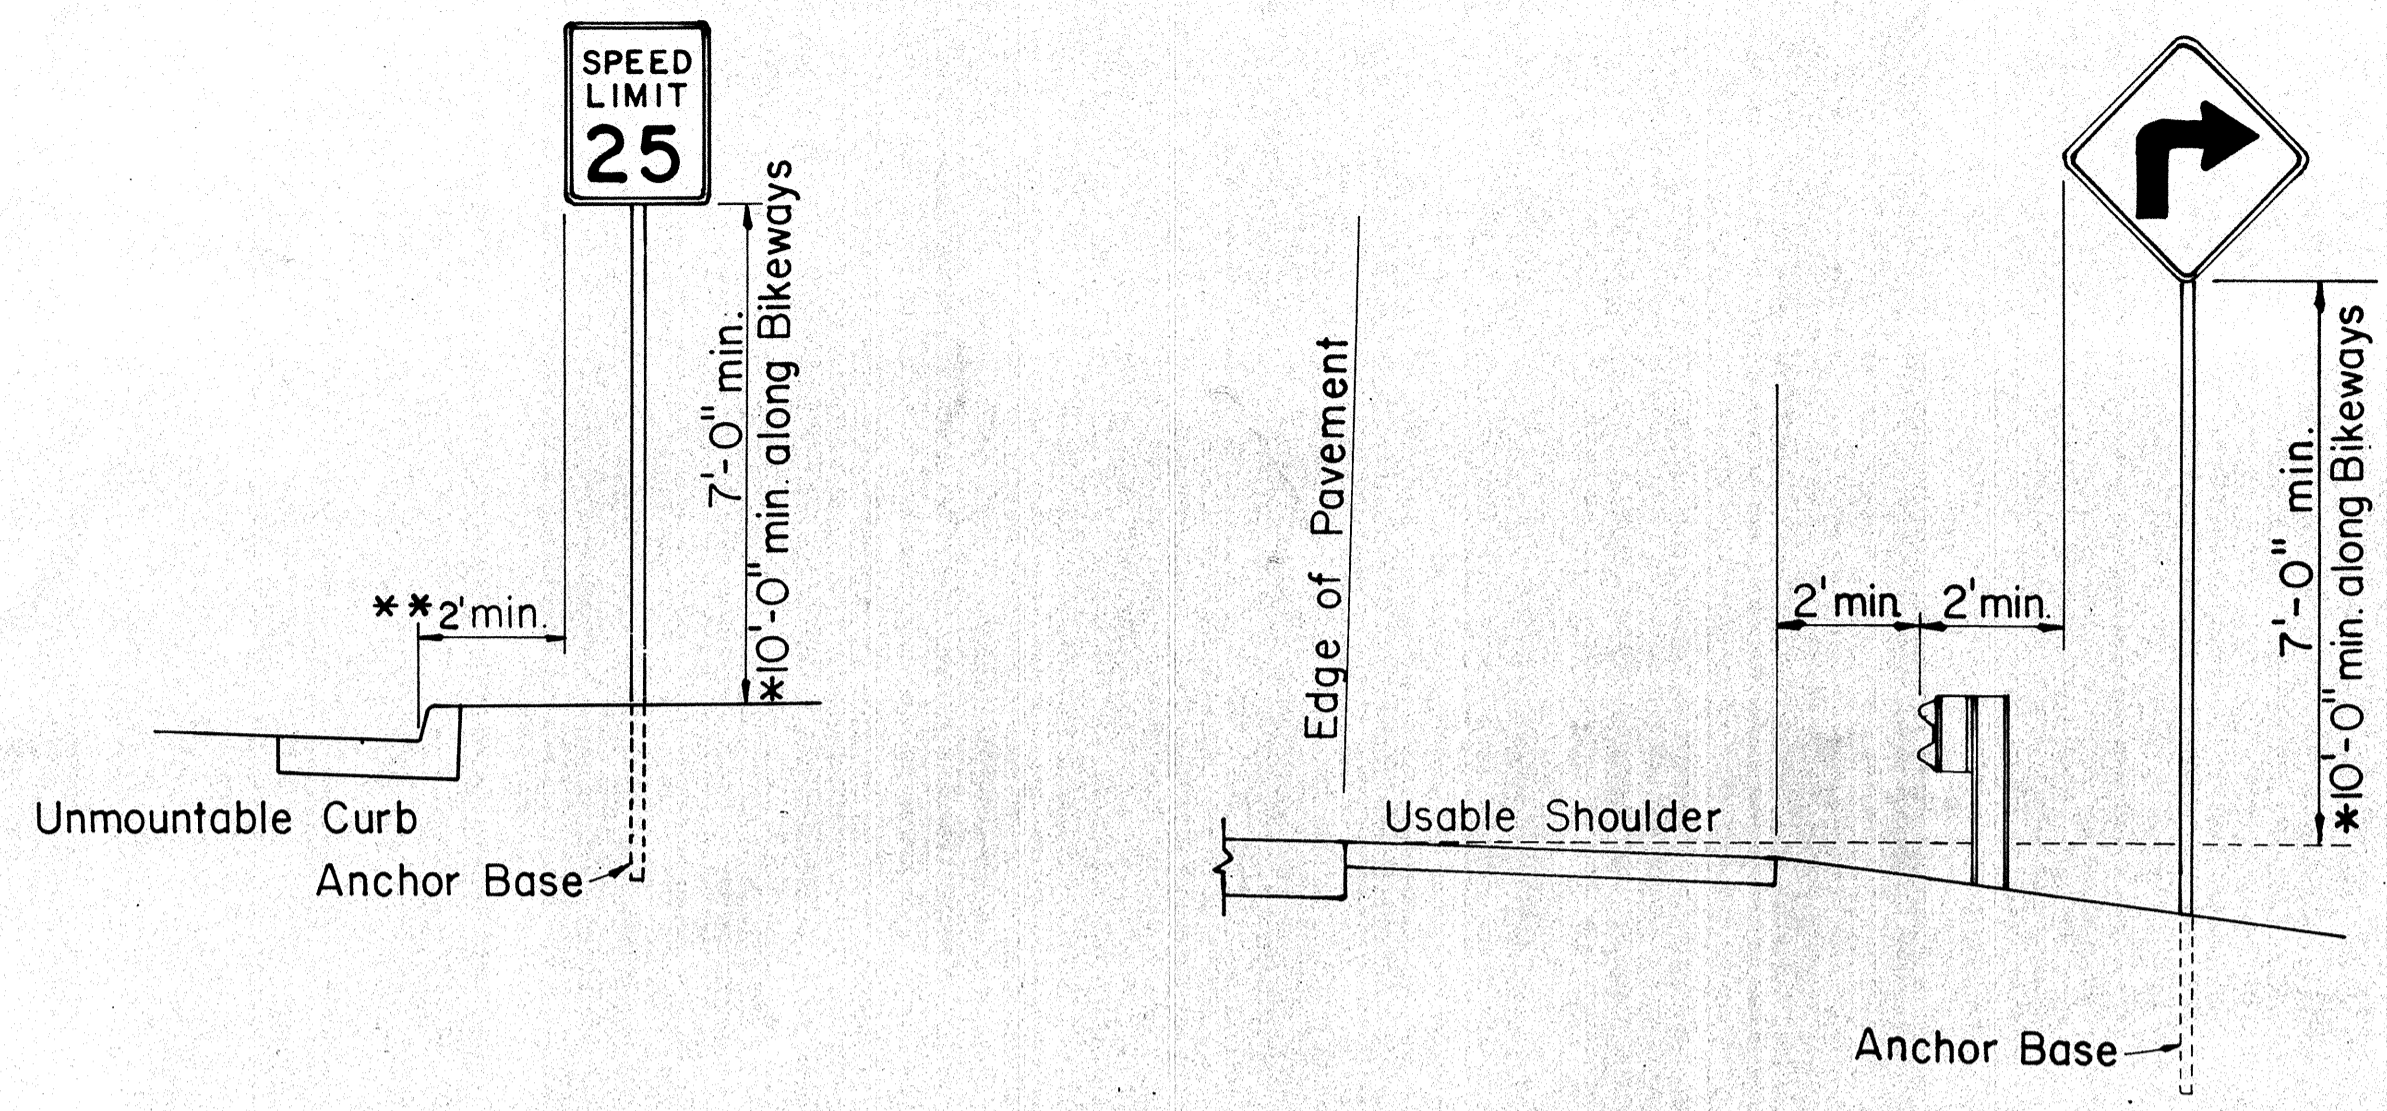 SPEED
LIMIT
25
7'-0" min.
*10'-0" min. along Bikeways
**2' min.
Unmountable Curb
Anchor Base
Edge of Pavement
2' min
2' min.
7'-0" min.
*10'-0" min. along Bikeways
Usable Shoulder
Anchor Base